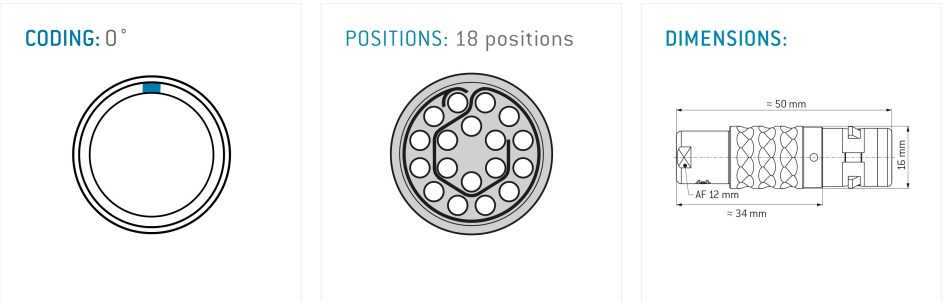 CODING: 0°
POSITIONS: 18 positions
DIMENSIONS:
≈ 50 mm
16 mm
AF 12 mm
≈ 34 mm